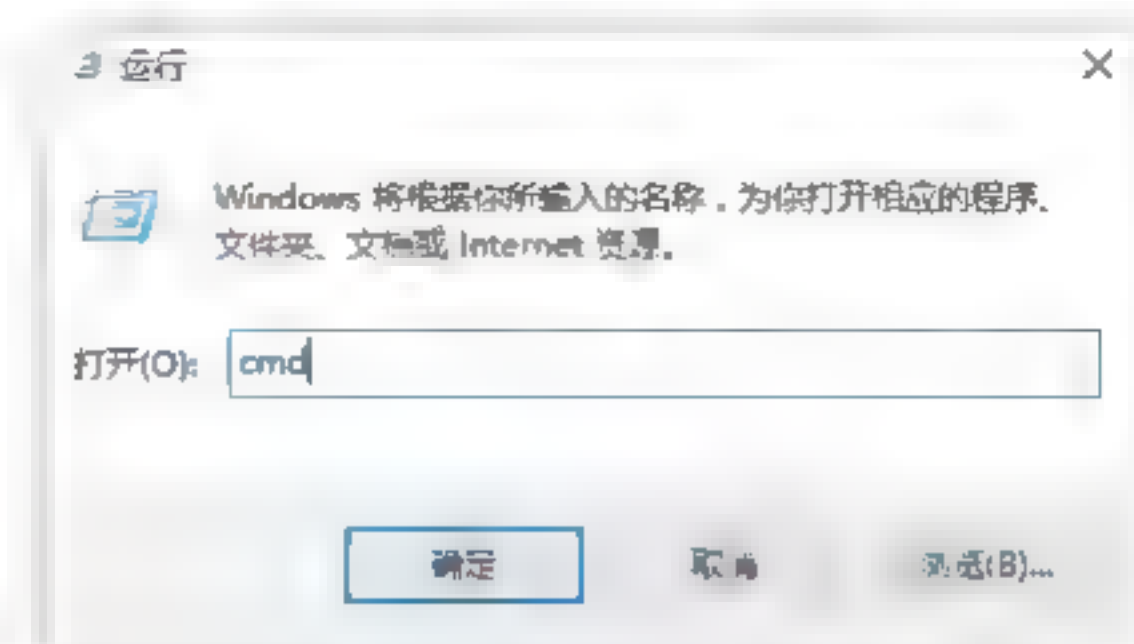 运行
Windows 将根据你所输入的名称，为你打开相应的程序、
文件夹、文档或 Internet 资源。
打开(O): cmd
确定 取消 浏览(B)...